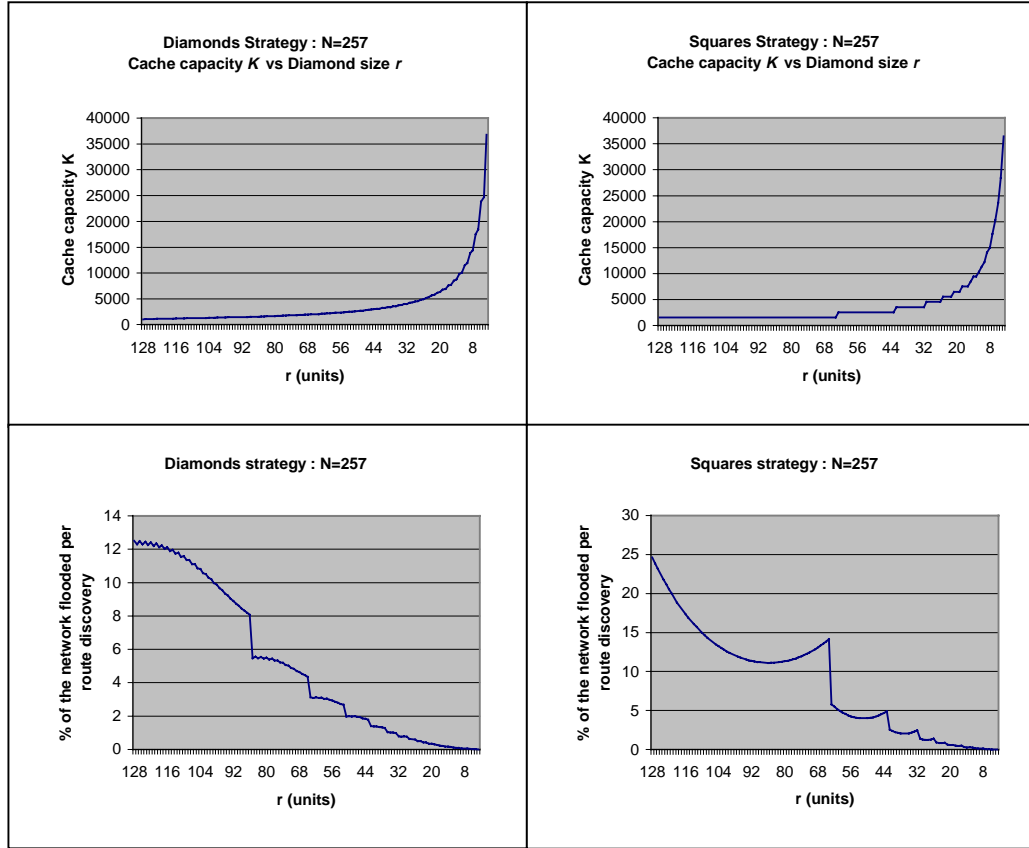 Diamonds Strategy : N=257
Cache capacity K vs Diamond size r
Cache capacity K
40000
35000
30000
25000
20000
15000
10000
5000
0
128 116 104 92 80 68 56 44 32 20 8
r (units)
Squares Strategy : N=257
Cache capacity K vs Diamond size r
Cache capacity K
40000
35000
30000
25000
20000
15000
10000
5000
0
128 116 104 92 80 68 56 44 32 20 8
r (units)
Diamonds strategy : N=257
% of the network flooded per
route discovery
14
12
10
8
6
4
2
0
128 116 104 92 80 68 56 44 32 20 8
r (units)
Squares strategy : N=257
% of the network flooded per
route discovery
30
25
20
15
10
5
0
128 116 104 92 80 68 56 44 32 20 8
r (units)